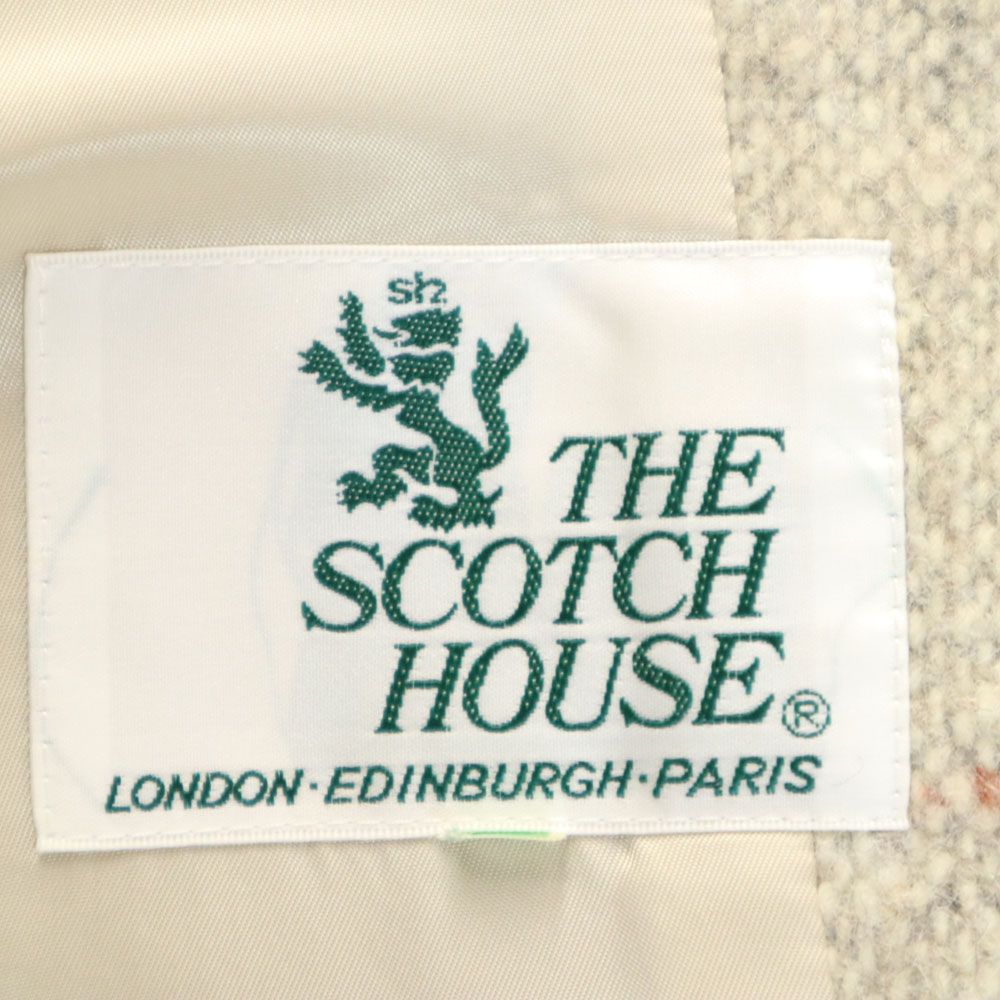 sh
THE
SCOTCH
HOUSE®
LONDON·EDINBURGH·PARIS